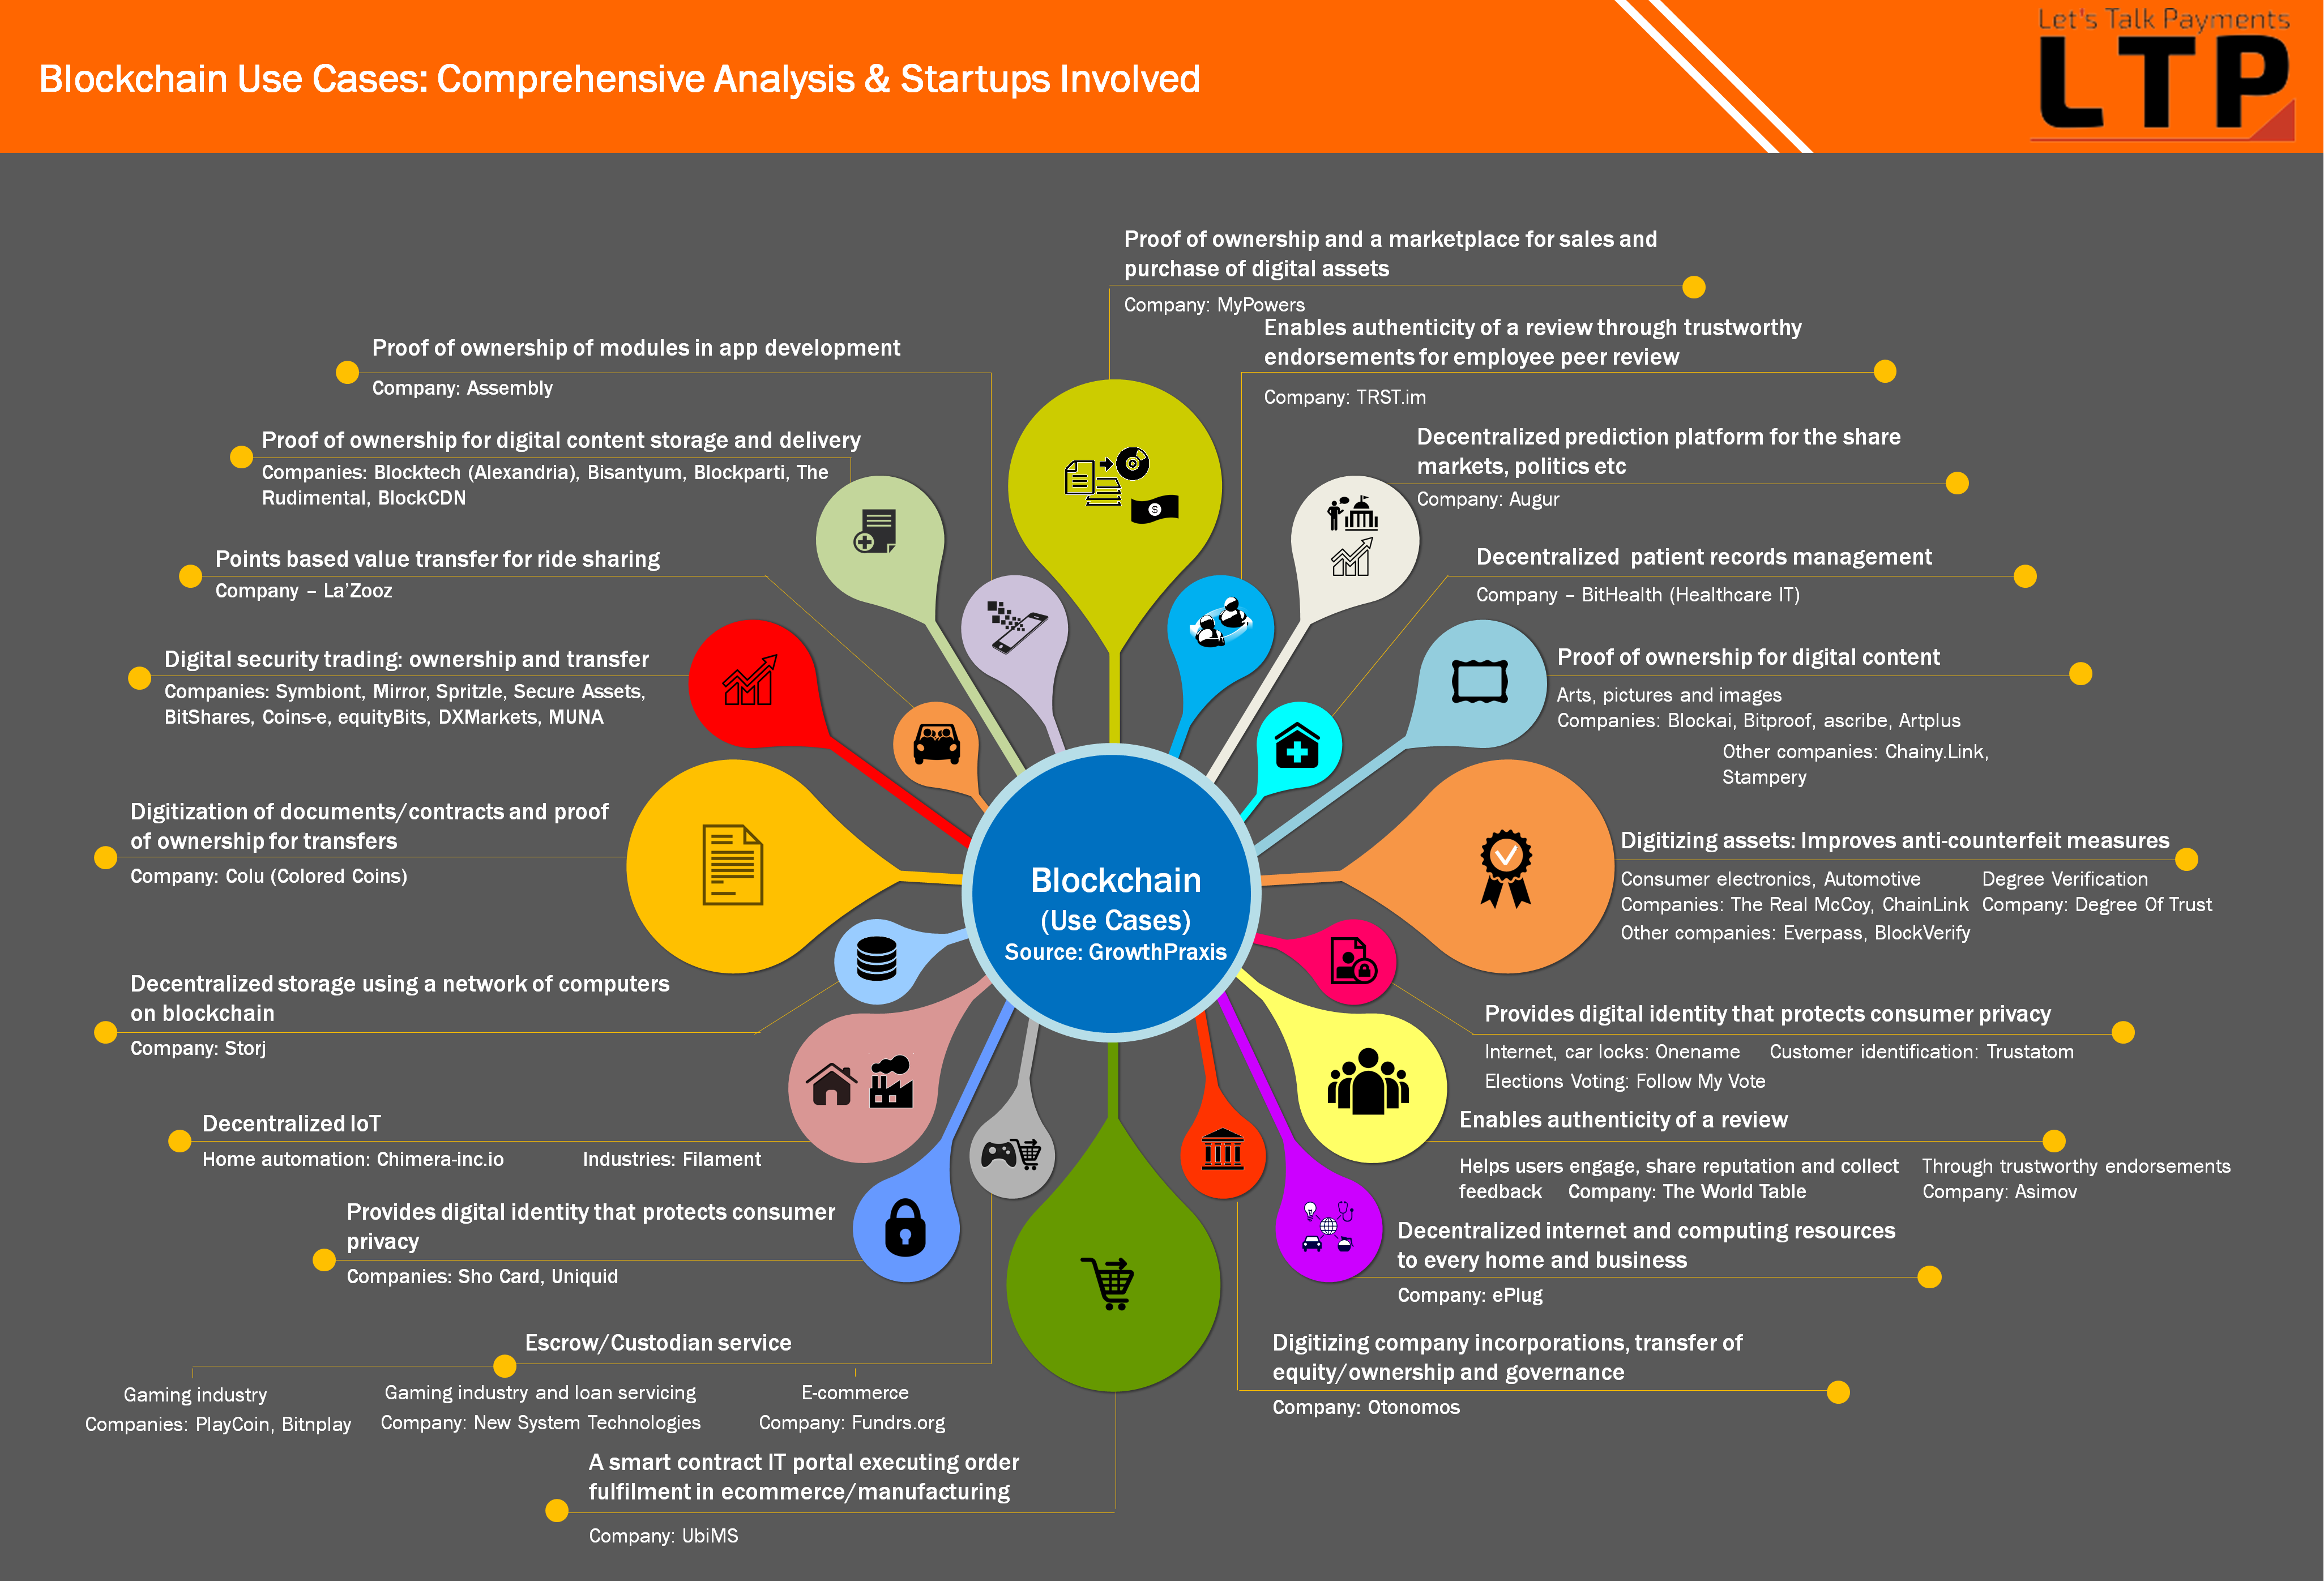 Blockchain Use Cases: Comprehensive Analysis & Startups Involved
Let's Talk Payments
LTP
Proof of ownership and a marketplace for sales and
purchase of digital assets
Company: MyPowers
Enables authenticity of a review through trustworthy
endorsements for employee peer review
Company: TRST.im
Decentralized prediction platform for the share
markets, politics etc
Company: Augur
Decentralized patient records management
Company – BitHealth (Healthcare IT)
Proof of ownership for digital content
Arts, pictures and images
Companies: Blockai, Bitproof, ascribe, Artplus
Other companies: Chainy.Link,
Stampery
Digitizing assets: Improves anti-counterfeit measures
Consumer electronics, Automotive
Companies: The Real McCoy, ChainLink
Other companies: Everpass, BlockVerify
Degree Verification
Company: Degree Of Trust
Provides digital identity that protects consumer privacy
Internet, car locks: Onename
Customer identification: Trustatom
Elections Voting: Follow My Vote
Enables authenticity of a review
Helps users engage, share reputation and collect
feedback Company: The World Table
Through trustworthy endorsements
Company: Asimov
Decentralized internet and computing resources
to every home and business
Company: ePlug
Digitizing company incorporations, transfer of
equity/ownership and governance
Company: Otonomos
Proof of ownership of modules in app development
Company: Assembly
Proof of ownership for digital content storage and delivery
Companies: Blocktech (Alexandria), Bisantyum, Blockparti, The
Rudimental, BlockCDN
Points based value transfer for ride sharing
Company – La’Zooz
Digital security trading: ownership and transfer
Companies: Symbiont, Mirror, Spritzle, Secure Assets,
BitShares, Coins-e, equityBits, DXMarkets, MUNA
Digitization of documents/contracts and proof
of ownership for transfers
Company: Colu (Colored Coins)
Decentralized storage using a network of computers
on blockchain
Company: Storj
Decentralized IoT
Home automation: Chimera-inc.io
Industries: Filament
Provides digital identity that protects consumer
privacy
Companies: Sho Card, Uniquid
Escrow/Custodian service
Gaming industry
Companies: PlayCoin, Bitnplay
Gaming industry and loan servicing
Company: New System Technologies
E-commerce
Company: Fundrs.org
A smart contract IT portal executing order
fulfilment in ecommerce/manufacturing
Company: UbiMS
Blockchain
(Use Cases)
Source: GrowthPraxis
$